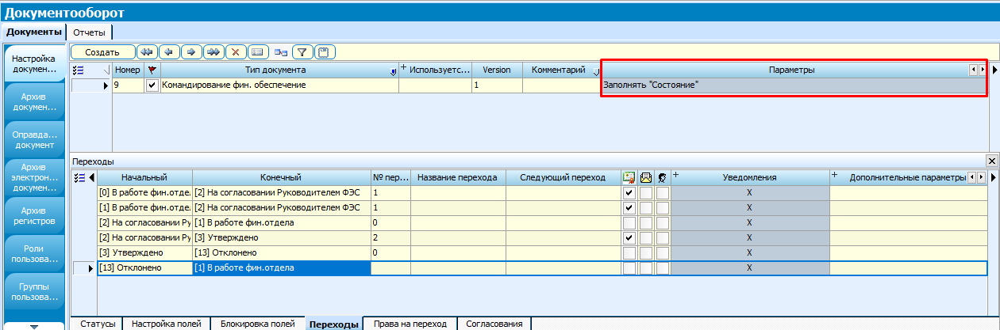 Документооборот
Документы Отчеты
Настройка докумен...
Архив докумен...
Оправда... документ
Архив электрон... докумен...
Архив регистров
Роли пользова...
Группы пользова...
Создать
Номер Тип документа + Используетс... Version Комментарий Параметры
9 Командирование фин. обеспечение 1 Заполнять "Состояние"
Переходы
Начальный Конечный № пер... Название перехода Следующий переход + Уведомления + Дополнительные параметры
[0] В работе фин.отде [2] На согласовании Руководителем ФЭС 1 X
[1] В работе фин.отде [2] На согласовании Руководителем ФЭС 1 X
[2] На согласовании Ру [1] В работе фин.отдела 0 X
[2] На согласовании Ру [3] Утверждено 2 X
[3] Утверждено [13] Отклонено 0 X
[13] Отклонено [1] В работе фин.отдела X
Статусы Настройка полей Блокировка полей Переходы Права на переход Согласования